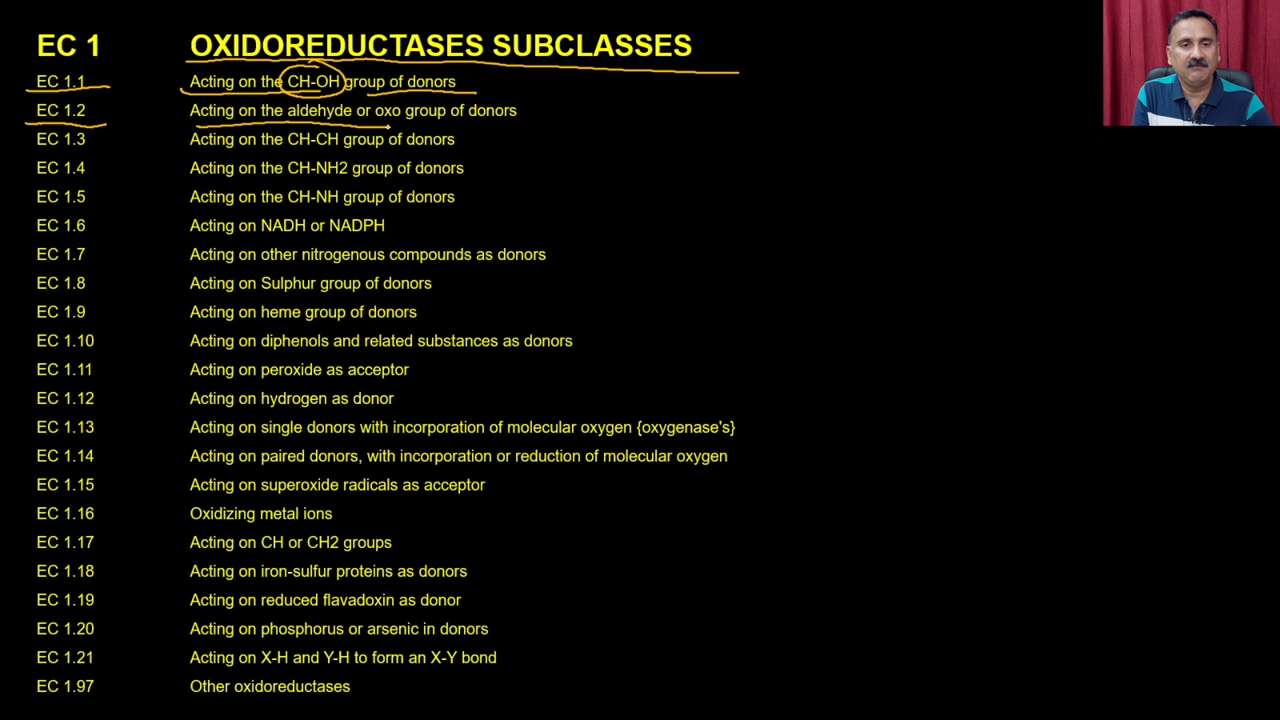 EC 1 OXIDOREDUCTASES SUBCLASSES
EC 1.1 Acting on the CH-OH group of donors
EC 1.2 Acting on the aldehyde or oxo group of donors
EC 1.3 Acting on the CH-CH group of donors
EC 1.4 Acting on the CH-NH2 group of donors
EC 1.5 Acting on the CH-NH group of donors
EC 1.6 Acting on NADH or NADPH
EC 1.7 Acting on other nitrogenous compounds as donors
EC 1.8 Acting on Sulphur group of donors
EC 1.9 Acting on heme group of donors
EC 1.10 Acting on diphenols and related substances as donors
EC 1.11 Acting on peroxide as acceptor
EC 1.12 Acting on hydrogen as donor
EC 1.13 Acting on single donors with incorporation of molecular oxygen {oxygenase's}
EC 1.14 Acting on paired donors, with incorporation or reduction of molecular oxygen
EC 1.15 Acting on superoxide radicals as acceptor
EC 1.16 Oxidizing metal ions
EC 1.17 Acting on CH or CH2 groups
EC 1.18 Acting on iron-sulfur proteins as donors
EC 1.19 Acting on reduced flavadoxin as donor
EC 1.20 Acting on phosphorus or arsenic in donors
EC 1.21 Acting on X-H and Y-H to form an X-Y bond
EC 1.97 Other oxidoreductases